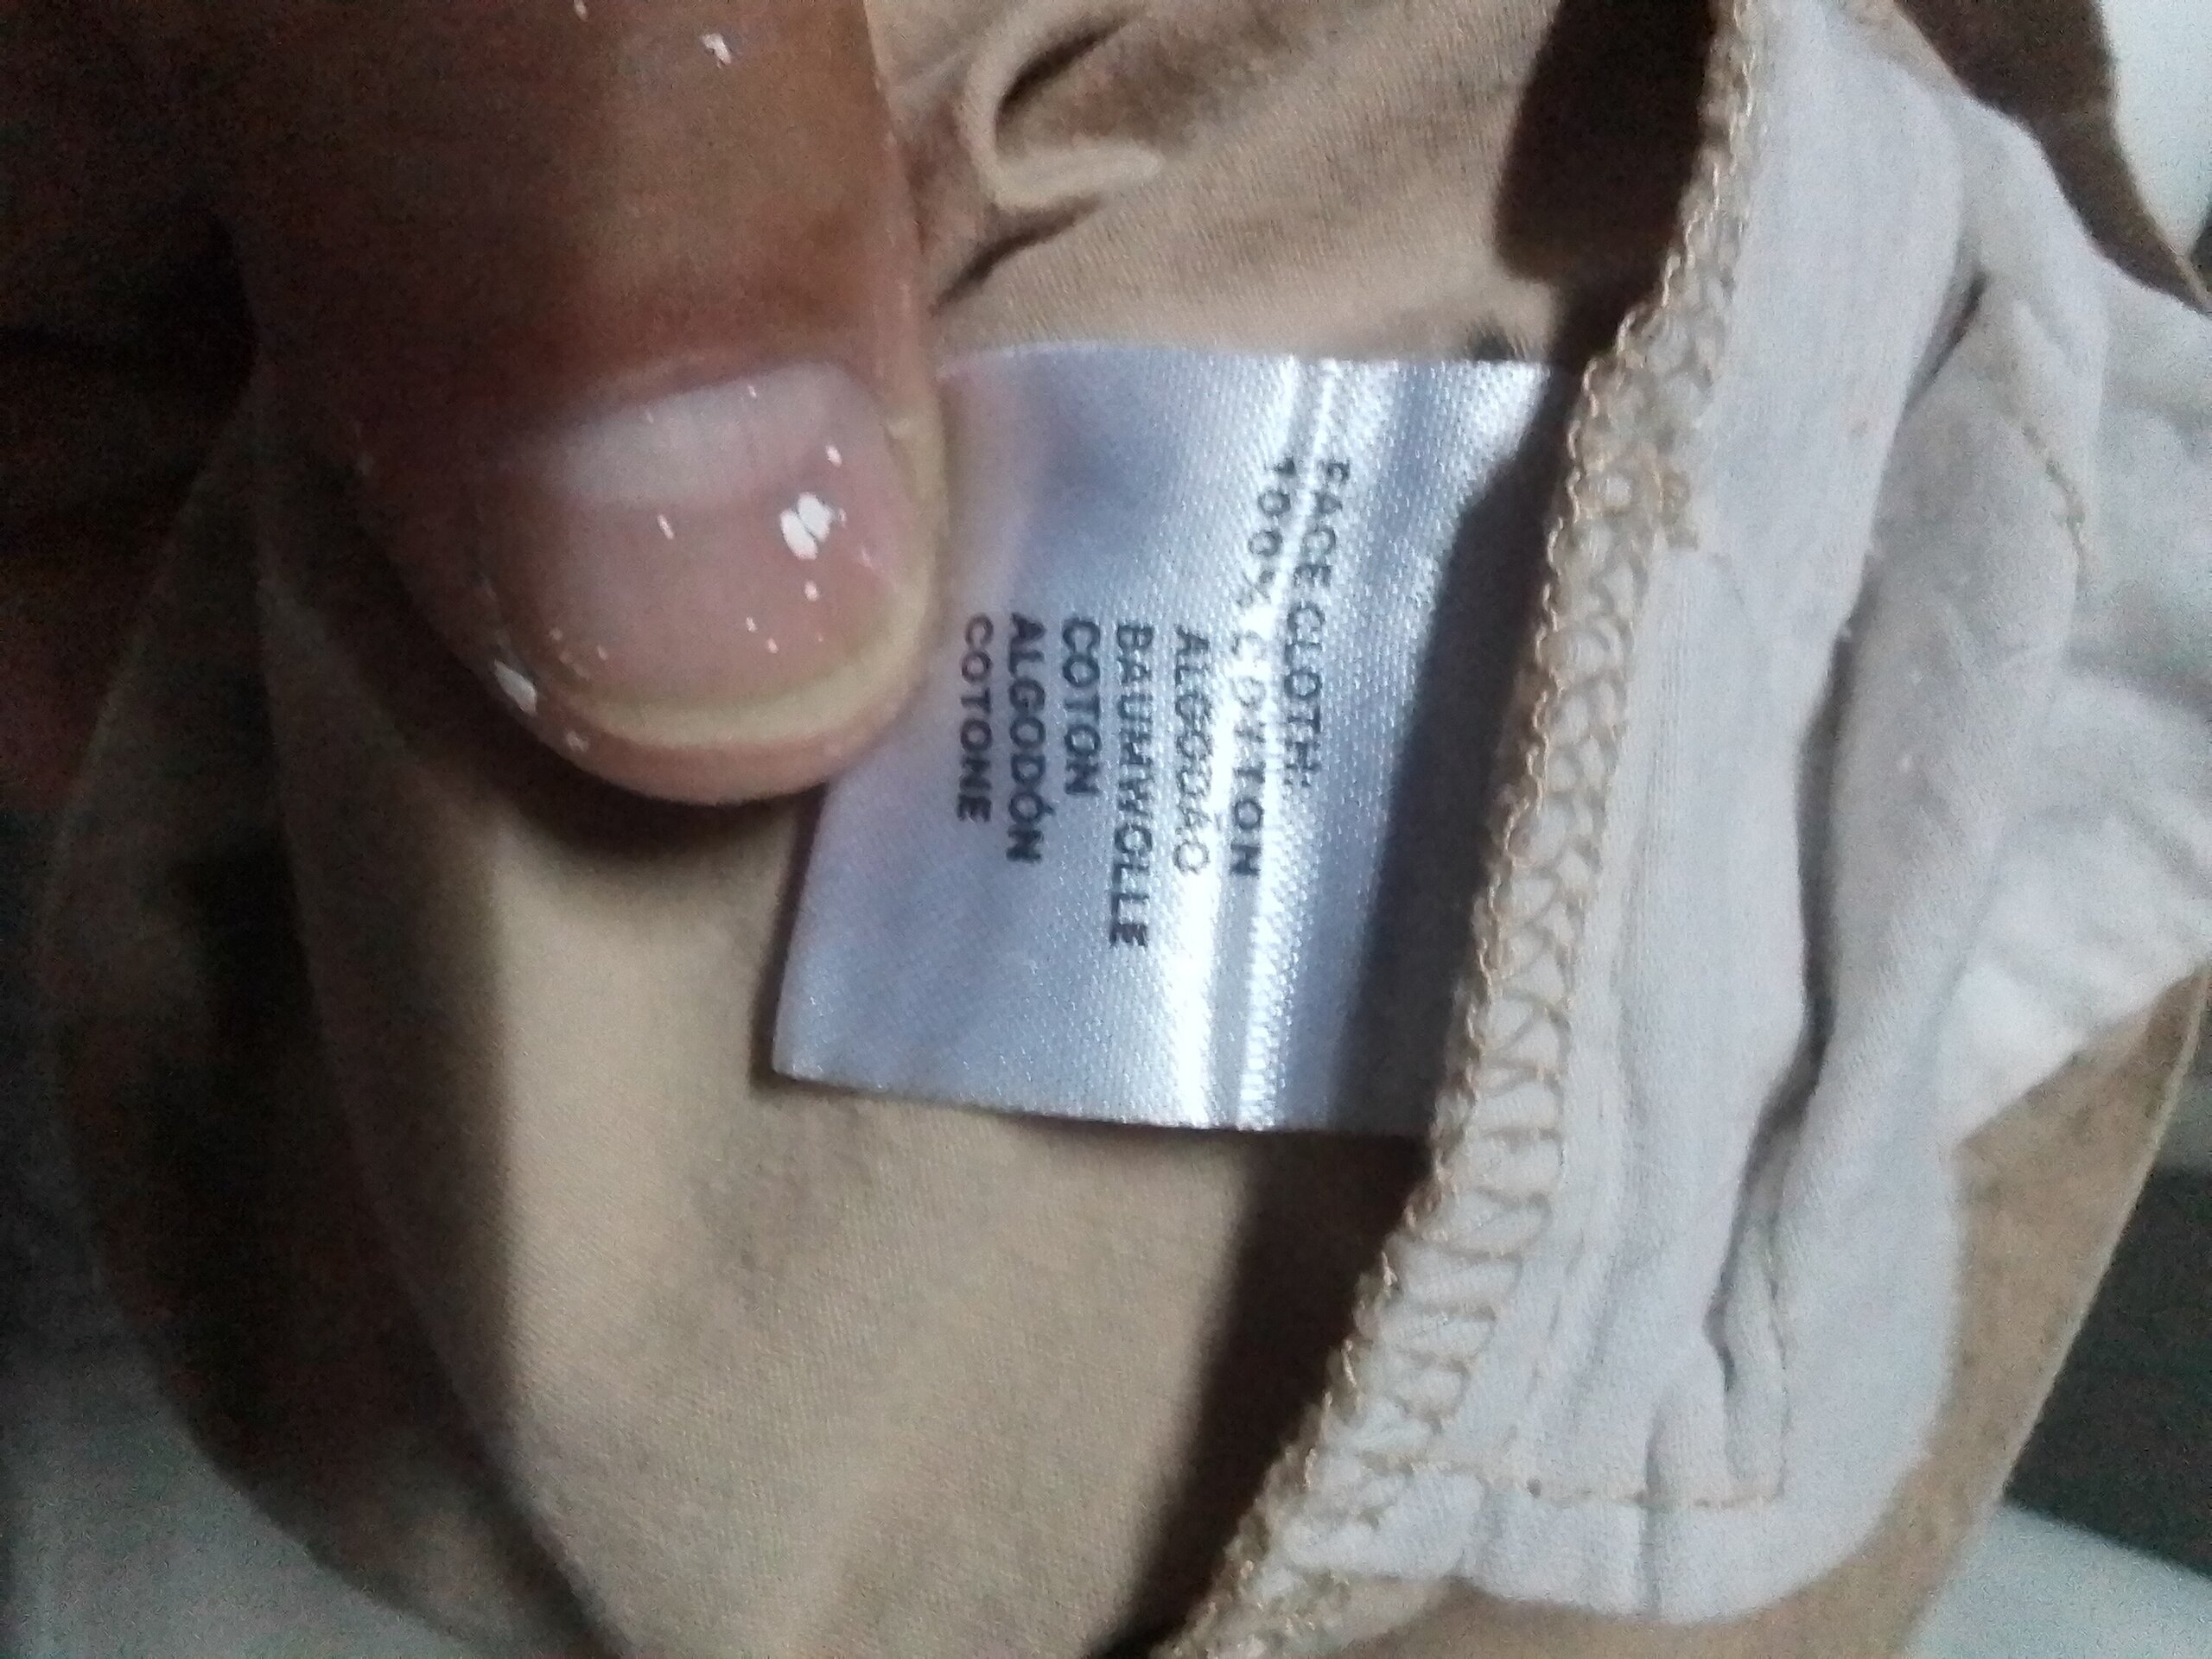 FACE CLOTH:
100% COTTON
ALGODÃO
BAUMWOLLE
COTON
ALGODÓN
COTONE